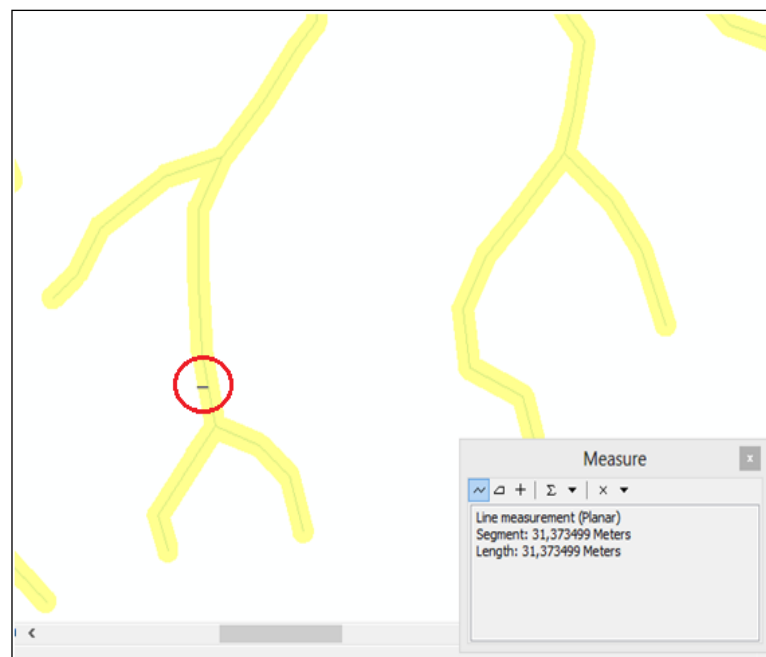 Measure
Line measurement (Planar)
Segment: 31,373499 Meters
Length: 31,373499 Meters